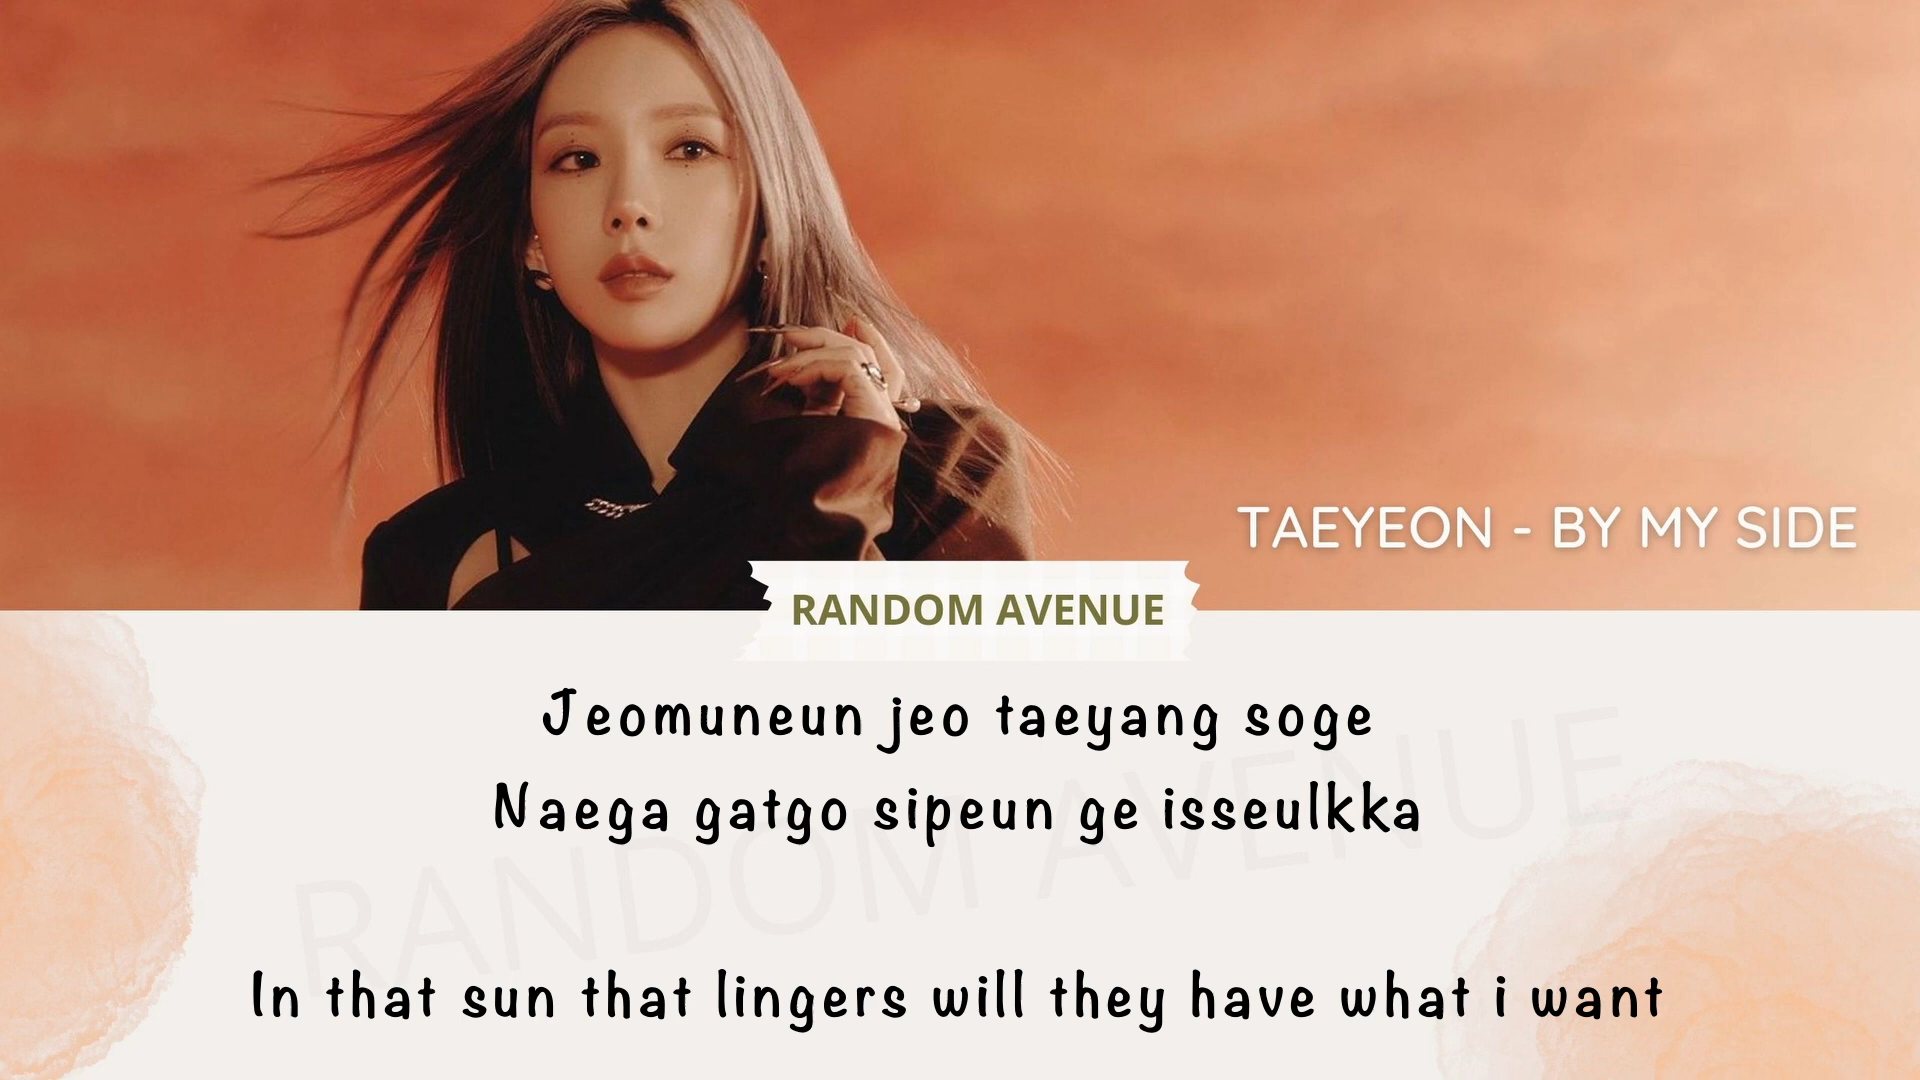 TAEYEON - BY MY SIDE
RANDOM AVENUE
Jeomuneun jeo taeyang soge
Naega gatgo sipeun ge isseulkka
RANDOM AVENUE
In that sun that lingers will they have what i want